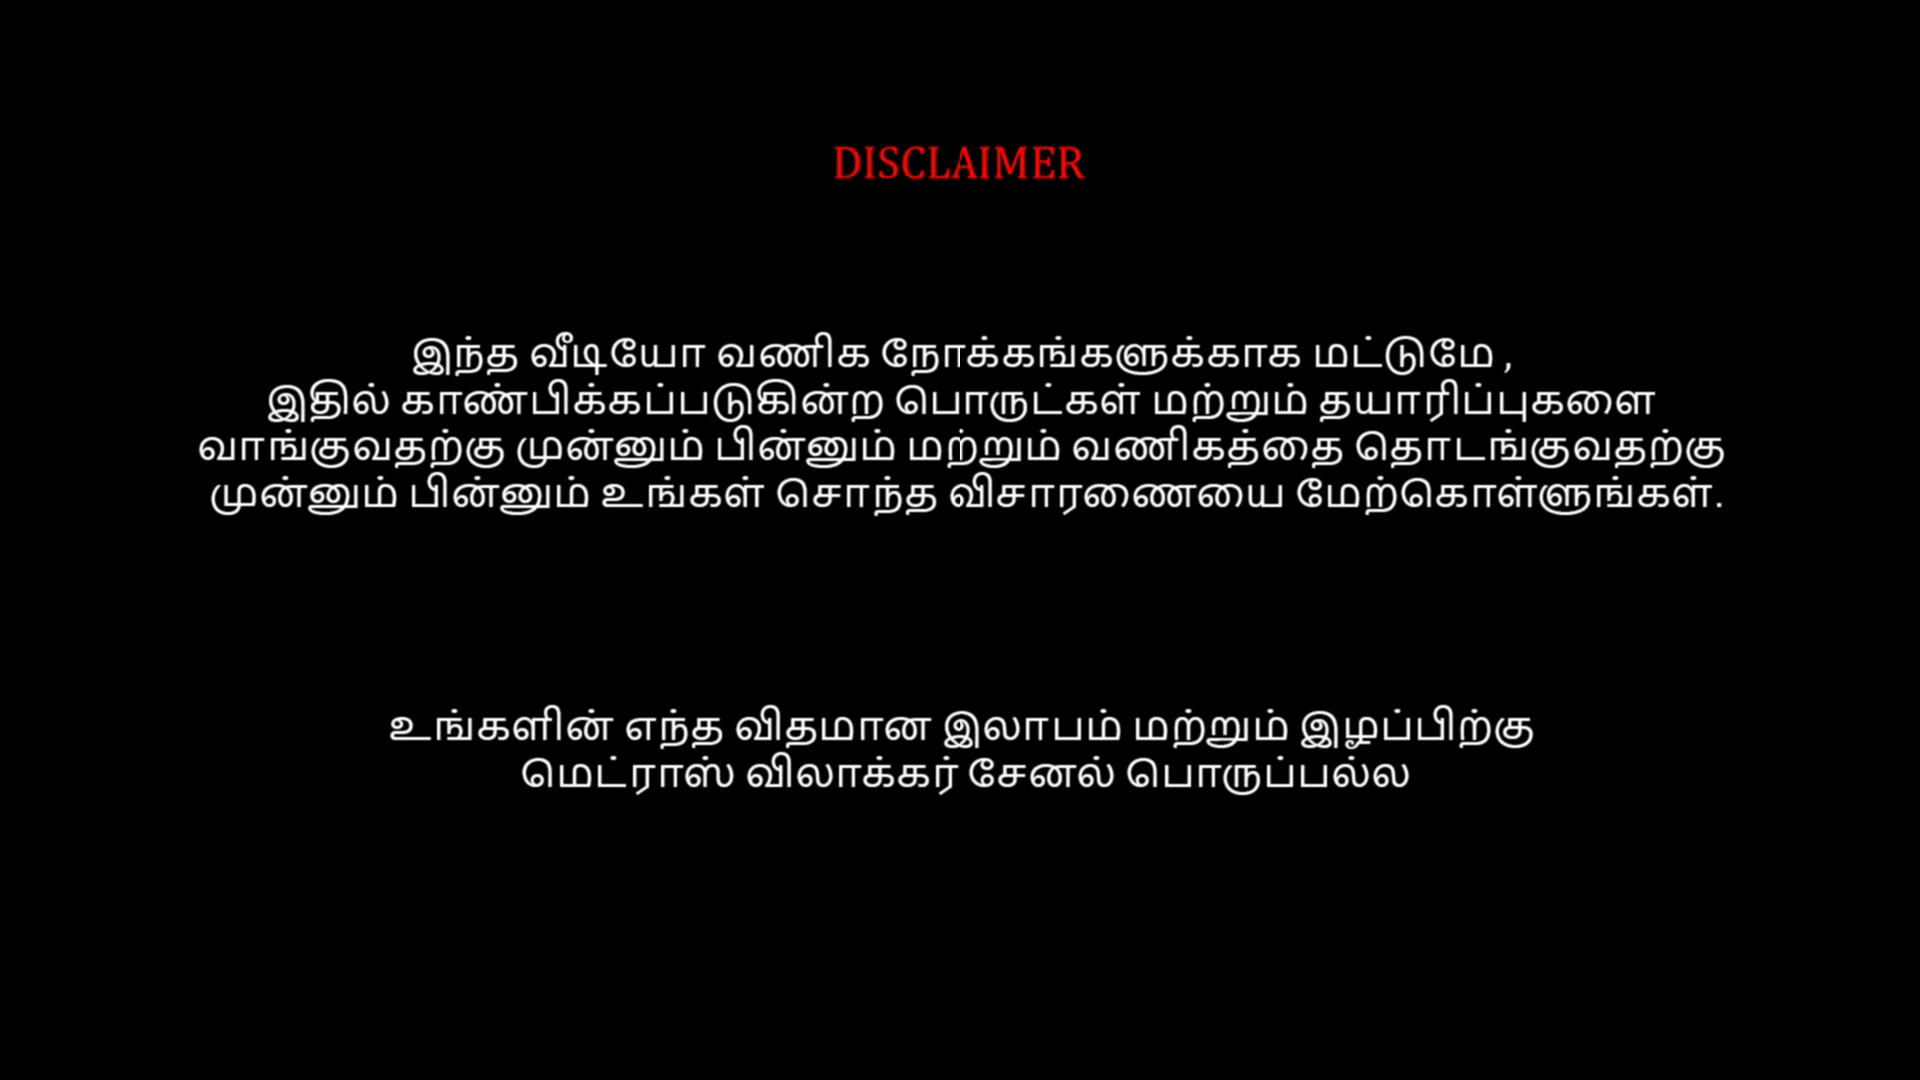 DISCLAIMER
இந்த வீடியோ வணிக நோக்கங்களுக்காக மட்டுமே ,
இதில் காண்பிக்கப்படுகின்ற பொருட்கள் மற்றும் தயாரிப்புகளை
வாங்குவதற்கு முன்னும் பின்னும் மற்றும் வணிகத்தை தொடங்குவதற்கு
முன்னும் பின்னும் உங்கள் சொந்த விசாரணையை மேற்கொள்ளுங்கள்.
உங்களின் எந்த விதமான இலாபம் மற்றும் இழப்பிற்கு
மெட்ராஸ் விலாக்கர் சேனல் பொருப்பல்ல